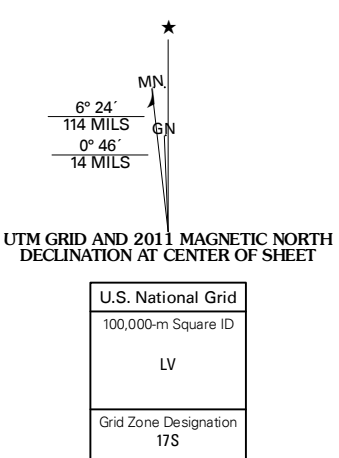 ★
MN
6° 24´
114 MILS
GN
0° 46´
14 MILS
UTM GRID AND 2011 MAGNETIC NORTH
DECLINATION AT CENTER OF SHEET
U.S. National Grid
100,000-m Square ID
LV
Grid Zone Designation
17S